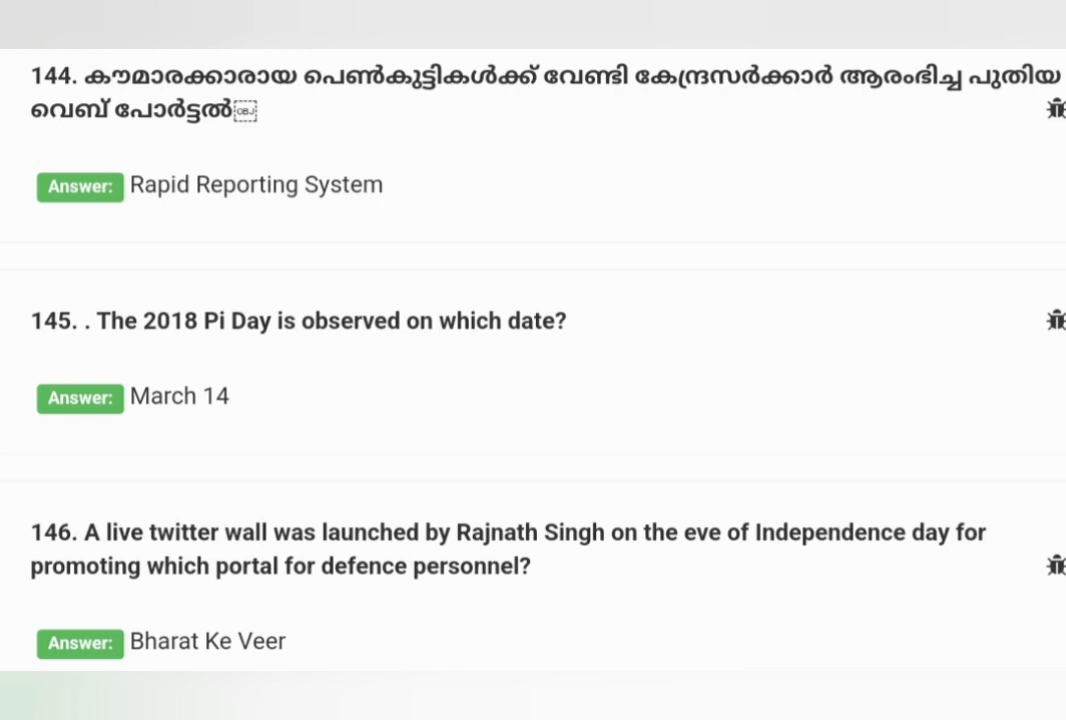 144. കൗമാരക്കാരായ പെൺകുട്ടികൾക്ക് വേണ്ടി കേന്ദ്രസർക്കാർ ആരംഭിച്ച പുതിയ
വെബ് പോർട്ടൽ￼
Answer: Rapid Reporting System
145. . The 2018 Pi Day is observed on which date?
Answer: March 14
146. A live twitter wall was launched by Rajnath Singh on the eve of Independence day for
promoting which portal for defence personnel?
Answer: Bharat Ke Veer